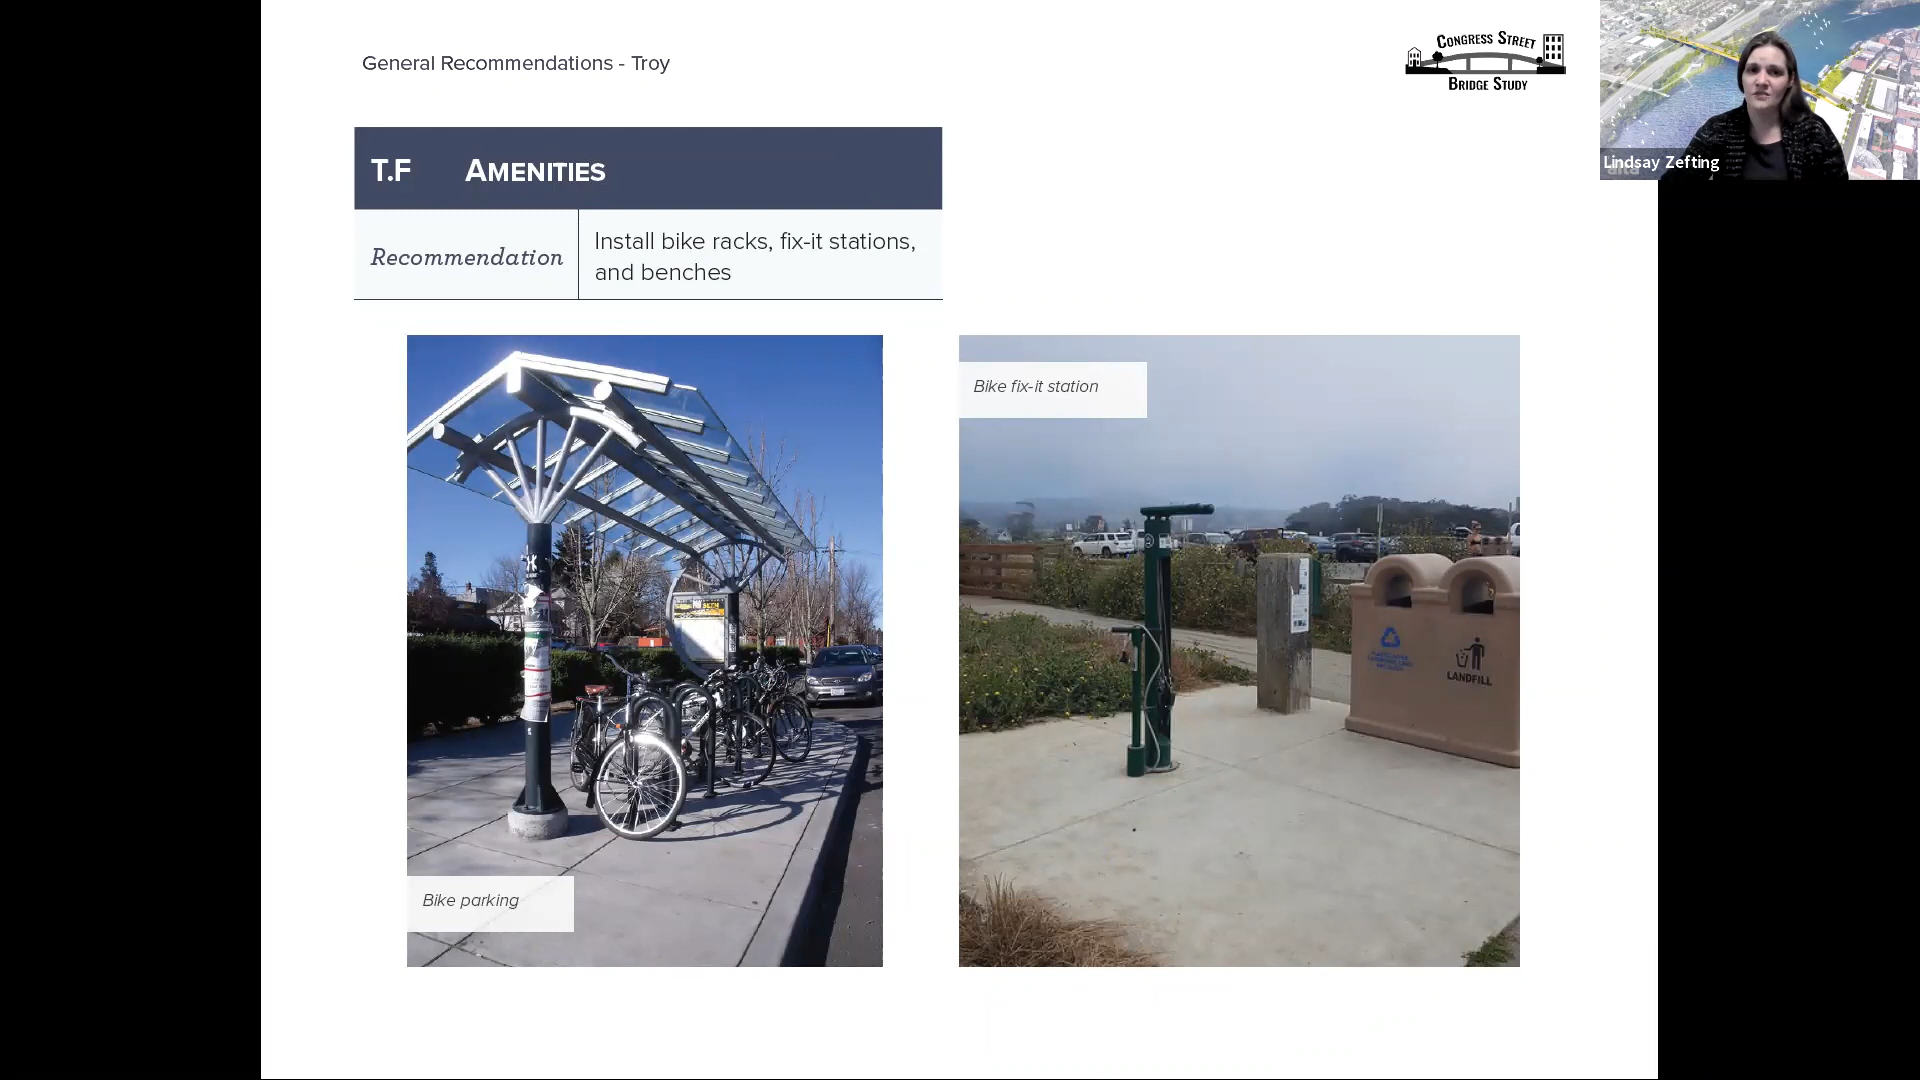 General Recommendations - Troy
CONGRESS STREET
BRIDGE STUDY
Lindsay Zefting
alta
T.F AMENITIES
Recommendation
Install bike racks, fix-it stations,
and benches
Bike fix-it station
LANDFILL
Bike parking